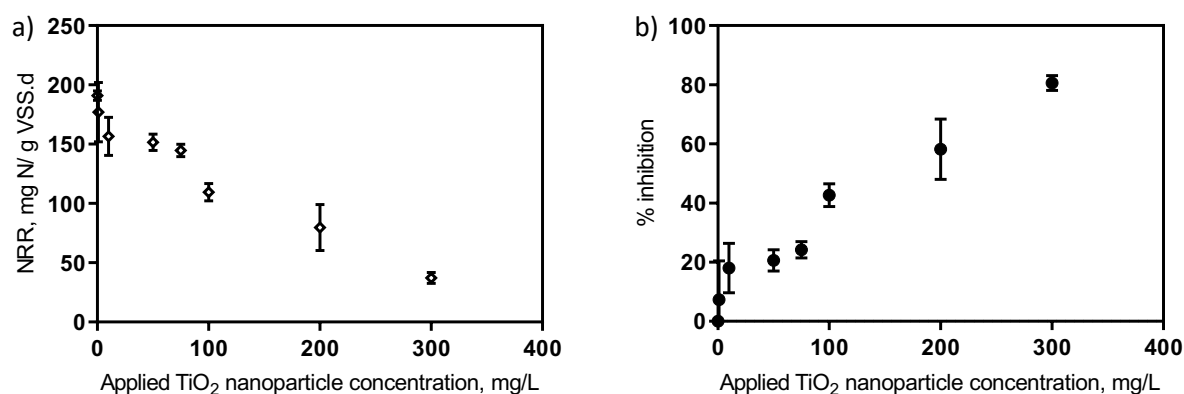 a)
NRR, mg N/ g VSS.d
250
200
150
100
50
0
0 100 200 300 400
Applied TiO₂ nanoparticle concentration, mg/L
b)
% inhibition
100
80
60
40
20
0
0 100 200 300 400
Applied TiO₂ nanoparticle concentration, mg/L